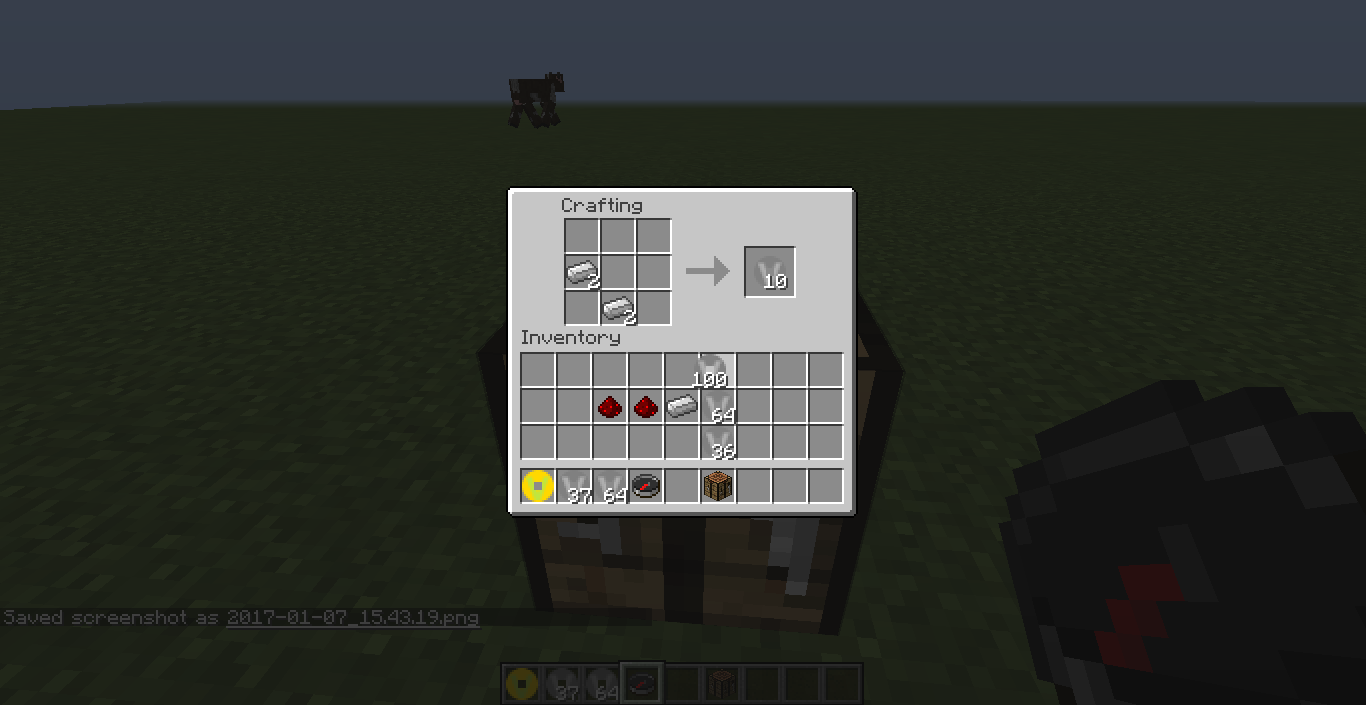 Crafting
2
10
2
Inventory
100
64
36
37 64
Saved screenshot as 2017-01-07_15.43.19.png
37 64